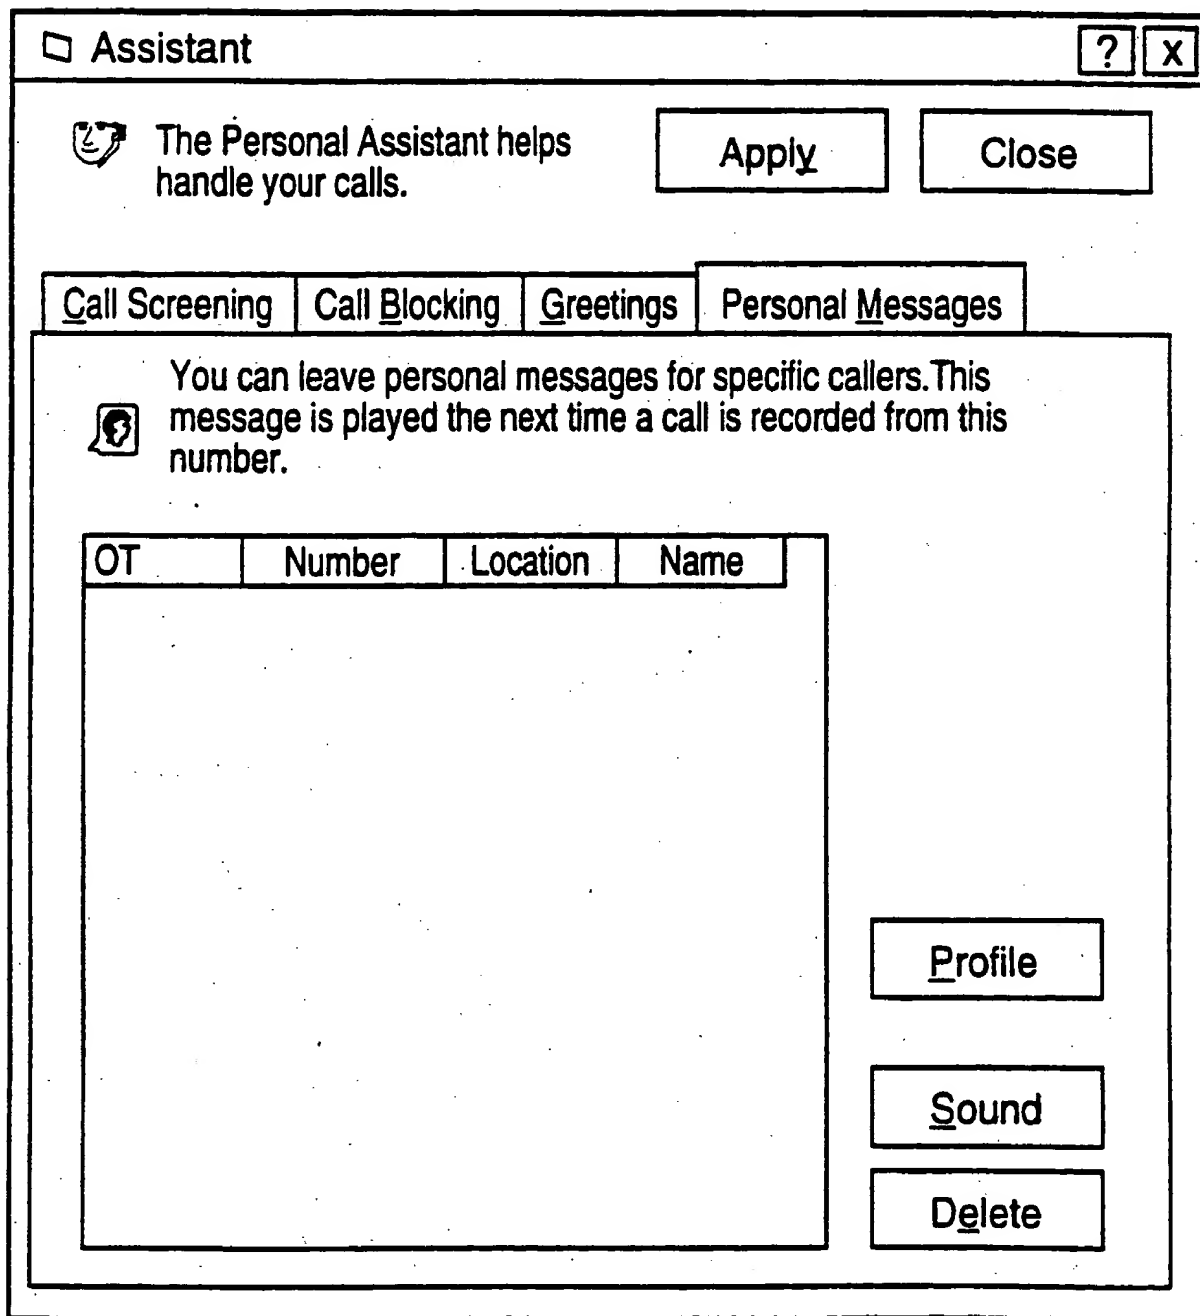 Assistant ? X
The Personal Assistant helps
handle your calls.
Apply Close
Call Screening Call Blocking Greetings Personal Messages
You can leave personal messages for specific callers.This
message is played the next time a call is recorded from this
number.
OT Number Location Name
Profile
Sound
Delete